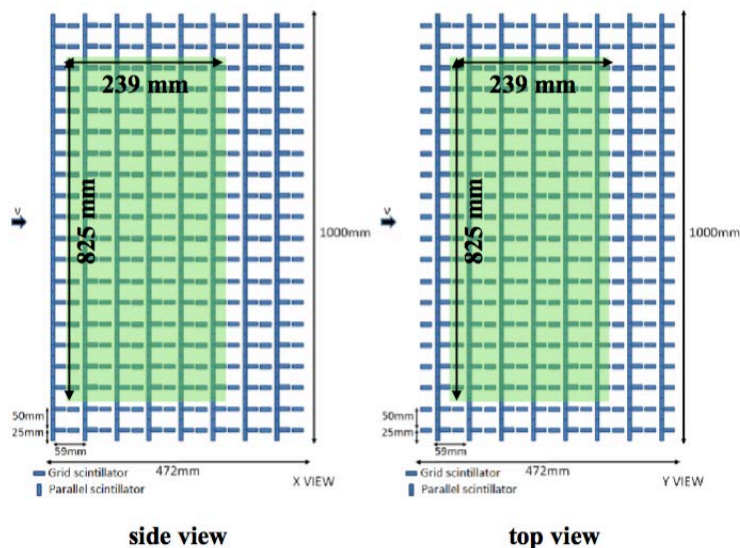 239 mm
825 mm
v
1000mm
50mm
25mm
59mm
472mm
X VIEW
Grid scintillator
Parallel scintillator
side view
239 mm
825 mm
v
1000mm
50mm
25mm
59mm
472mm
Y VIEW
Grid scintillator
Parallel scintillator
top view